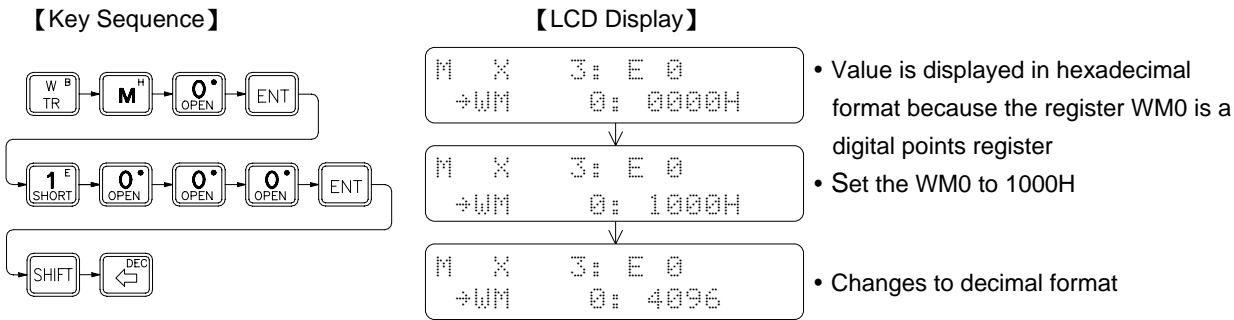 【Key Sequence】
【LCD Display】
W B
TR
M H
0 •
OPEN
ENT
1 E
SHORT
0 •
OPEN
0 •
OPEN
0 •
OPEN
ENT
SHIFT
DEC
⇦
M X 3: E 0
→WM 0: 0000H
M X 3: E 0
→WM 0: 1000H
M X 3: E 0
→WM 0: 4096
• Value is displayed in hexadecimal
format because the register WM0 is a
digital points register
• Set the WM0 to 1000H
• Changes to decimal format